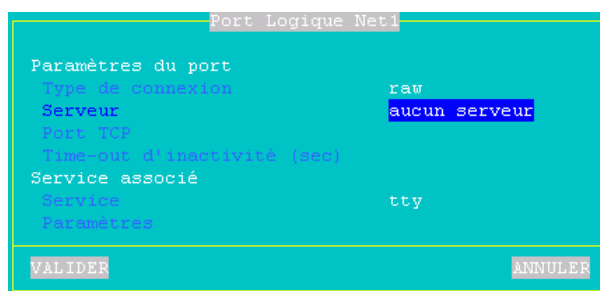 Port Logique Net1
Paramètres du port
Type de connexion raw
Serveur aucun serveur
Port TCP
Time-out d'inactivité (sec)
Service associé
Service tty
Paramètres
VALIDER ANNULER